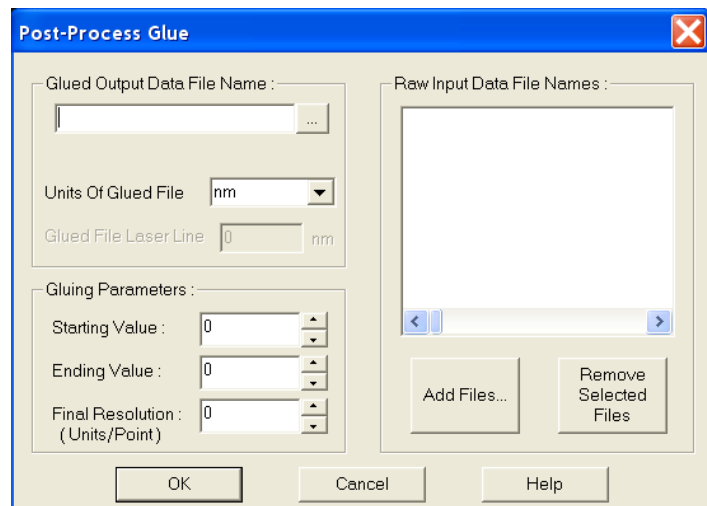 Post-Process Glue
Glued Output Data File Name :
...
Units Of Glued File nm
Glued File Laser Line 0 nm
Gluing Parameters :
Starting Value : 0
Ending Value : 0
Final Resolution : 0
(Units/Point)
Raw Input Data File Names :
Add Files...
Remove
Selected
Files
OK Cancel Help